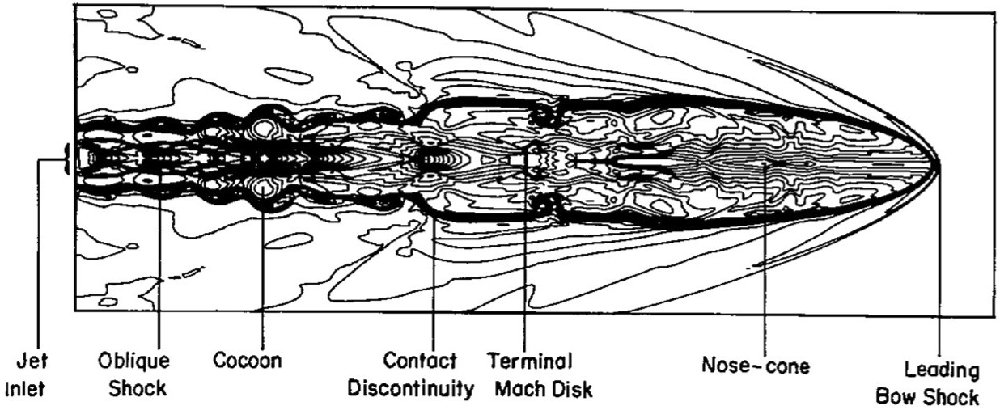 Jet
Inlet
Oblique
Shock
Cocoon
Contact
Discontinuity
Terminal
Mach Disk
Nose-cone
Leading
Bow Shock